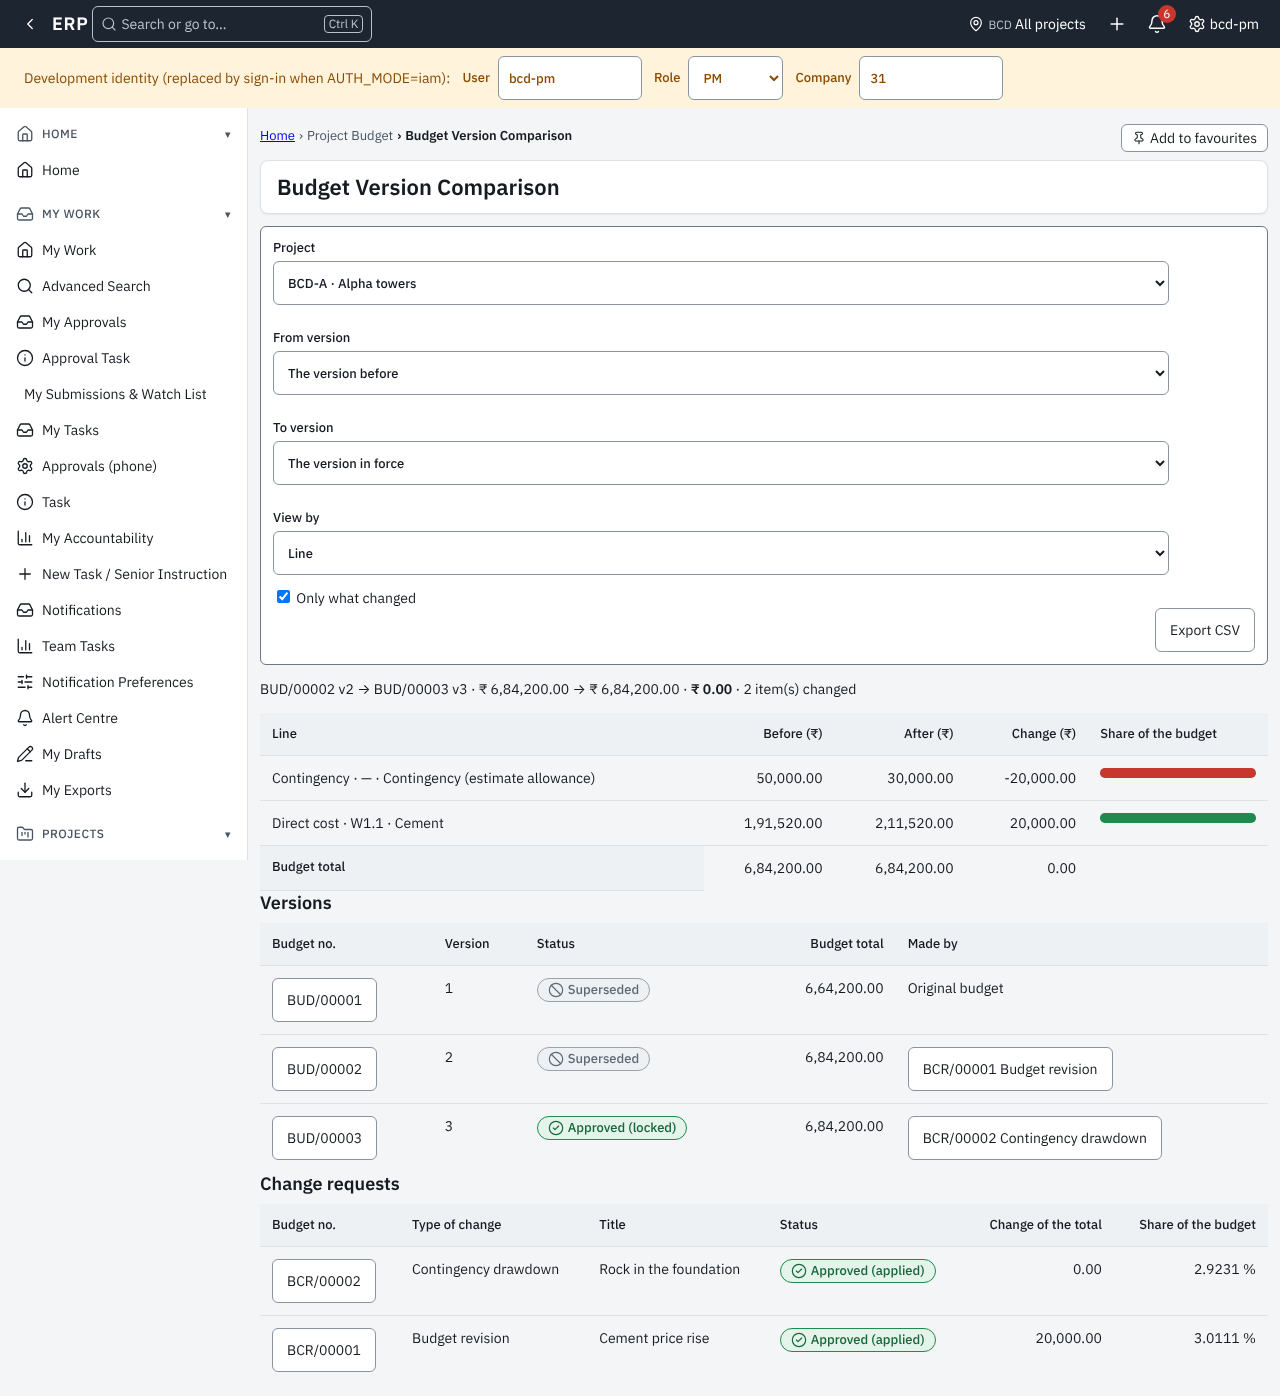 ERP
Search or go to...
Ctrl K
BCD All projects
6
bcd-pm
Development identity (replaced by sign-in when AUTH_MODE=iam):
User
bcd-pm
Role
PM
Company
31
HOME
Home
MY WORK
My Work
Advanced Search
My Approvals
Approval Task
My Submissions & Watch List
My Tasks
Approvals (phone)
Task
My Accountability
New Task / Senior Instruction
Notifications
Team Tasks
Notification Preferences
Alert Centre
My Drafts
My Exports
PROJECTS
Home › Project Budget › Budget Version Comparison
Add to favourites
Budget Version Comparison
Project
BCD-A · Alpha towers
From version
The version before
To version
The version in force
View by
Line
Only what changed
Export CSV
BUD/00002 v2 → BUD/00003 v3 · ₹ 6,84,200.00 → ₹ 6,84,200.00 · ₹ 0.00 · 2 item(s) changed
Line Before (₹) After (₹) Change (₹) Share of the budget
Contingency · — · Contingency (estimate allowance) 50,000.00 30,000.00 -20,000.00
Direct cost · W1.1 · Cement 1,91,520.00 2,11,520.00 20,000.00
Budget total 6,84,200.00 6,84,200.00 0.00
Versions
Budget no. Version Status Budget total Made by
BUD/00001 1 Superseded 6,64,200.00 Original budget
BUD/00002 2 Superseded 6,84,200.00 BCR/00001 Budget revision
BUD/00003 3 Approved (locked) 6,84,200.00 BCR/00002 Contingency drawdown
Change requests
Budget no. Type of change Title Status Change of the total Share of the budget
BCR/00002 Contingency drawdown Rock in the foundation Approved (applied) 0.00 2.9231 %
BCR/00001 Budget revision Cement price rise Approved (applied) 20,000.00 3.0111 %